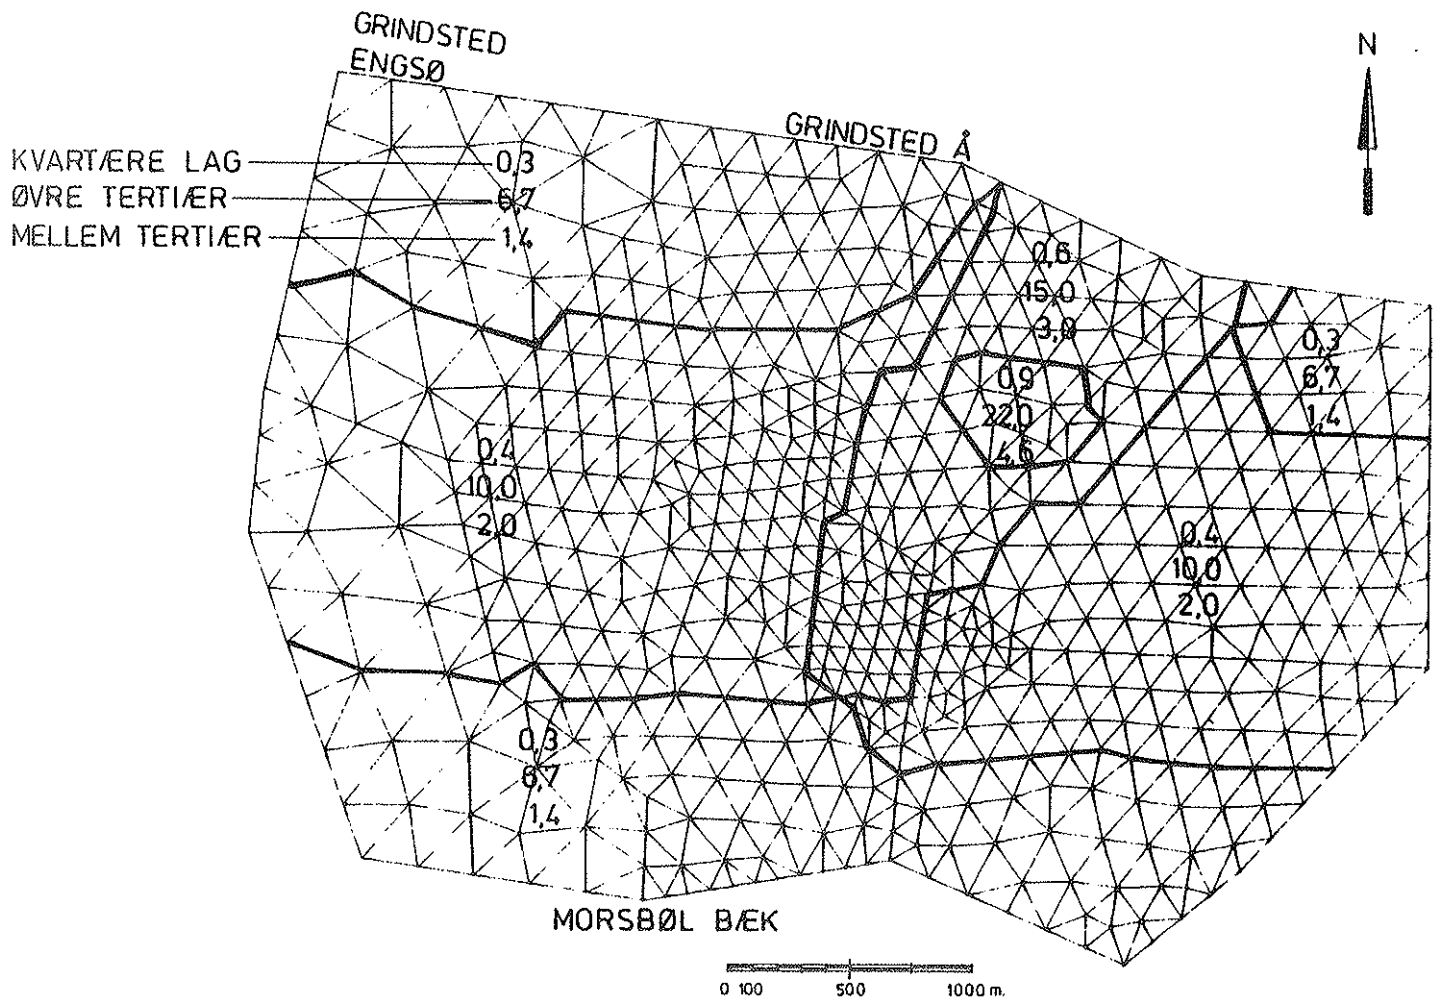 GRINDSTED
ENGSØ
N
GRINDSTED Å
KVARTÆRE LAG
ØVRE TERTIÆR
MELLEM TERTIÆR
0,3
6,7
1,4
0,6
15,0
3,0
0,3
6,7
1,4
0,9
22,0
4,6
0,4
10,0
2,0
0,4
10,0
2,0
0,3
6,7
1,4
MORSBØL BÆK
0 100 500 1000 m.